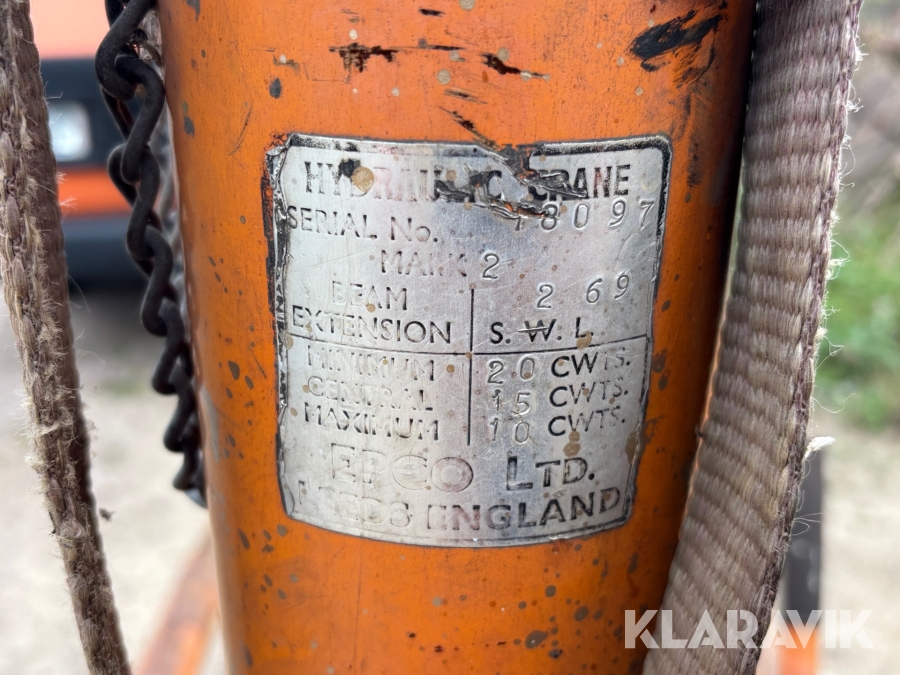 HYDRAULIC CRANE
SERIAL No. 18097
MARK 2
2 69
BEAM EXTENSION S.W.L.
MINIMUM 20 CWTS.
CENTRAL 15 CWTS.
MAXIMUM 10 CWTS.
EPCO LTD.
LEEDS ENGLAND
KLARAVIK